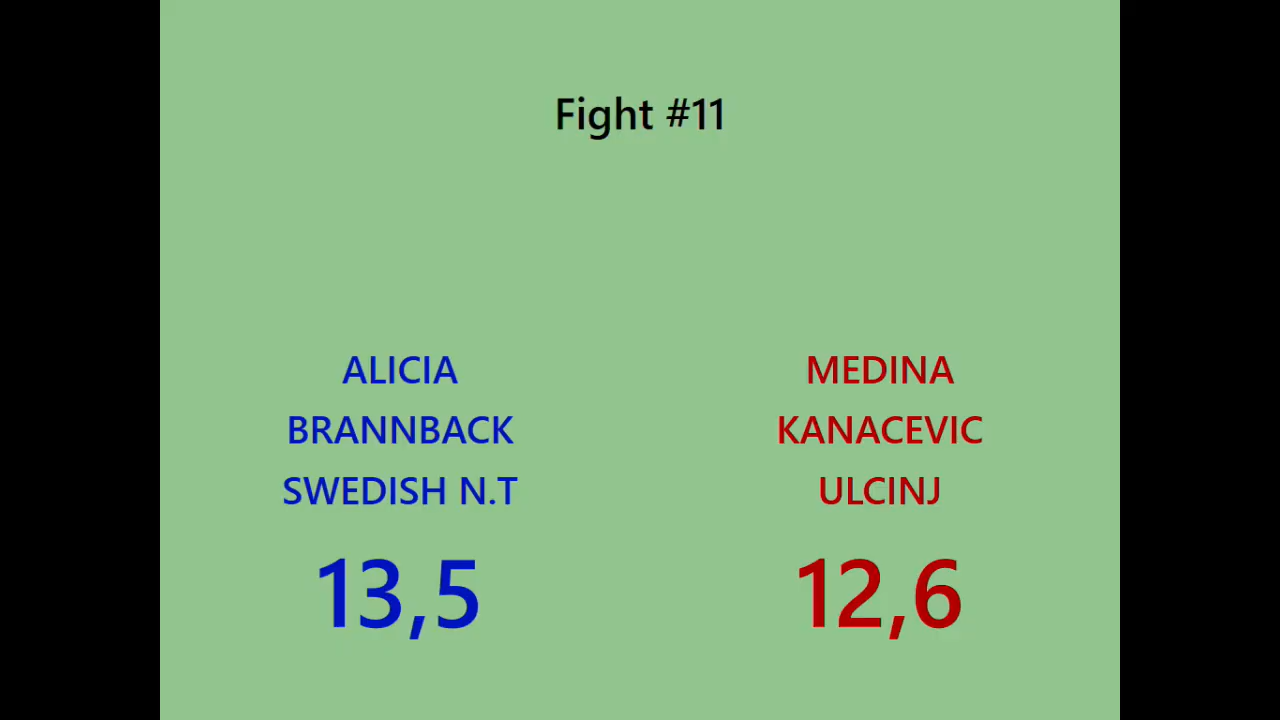 Fight #11
ALICIA
BRANNBACK
SWEDISH N.T
13,5
MEDINA
KANACEVIC
ULCINJ
12,6